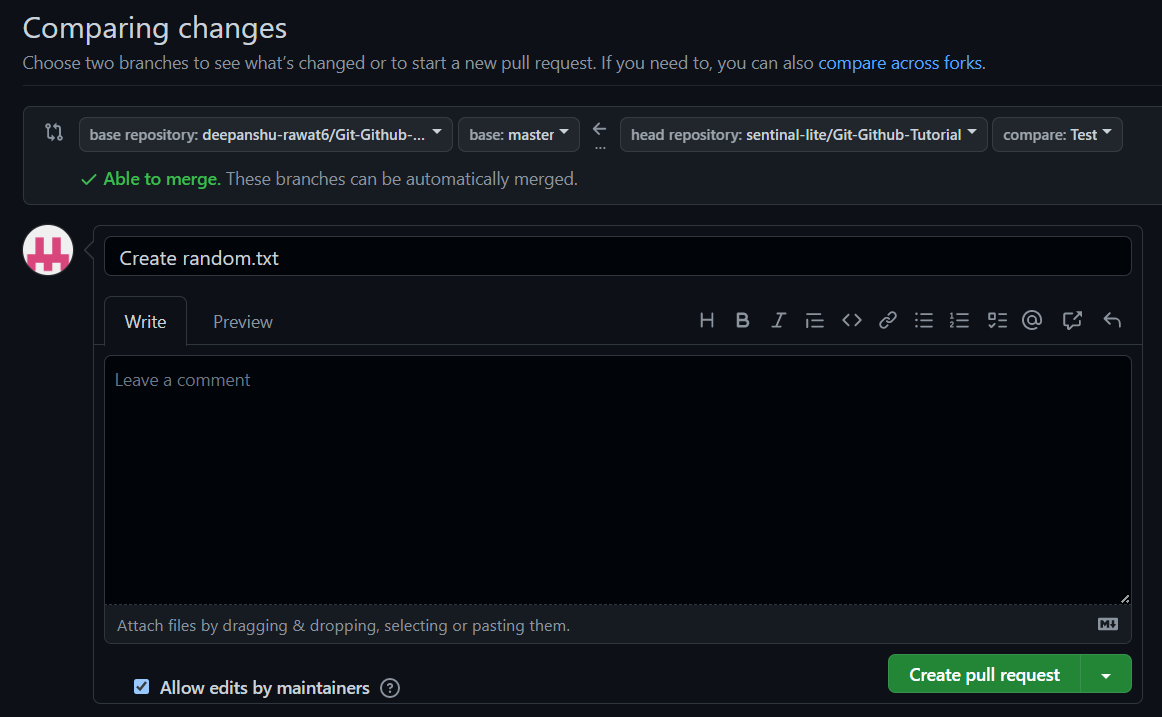 Comparing changes
Choose two branches to see what's changed or to start a new pull request. If you need to, you can also compare across forks.
base repository: deepanshu-rawat6/Git-Github-... base: master ... head repository: sentinal-lite/Git-Github-Tutorial compare: Test
Able to merge. These branches can be automatically merged.
Create random.txt
Write Preview H B I
Leave a comment
Attach files by dragging & dropping, selecting or pasting them.
Allow edits by maintainers ? Create pull request